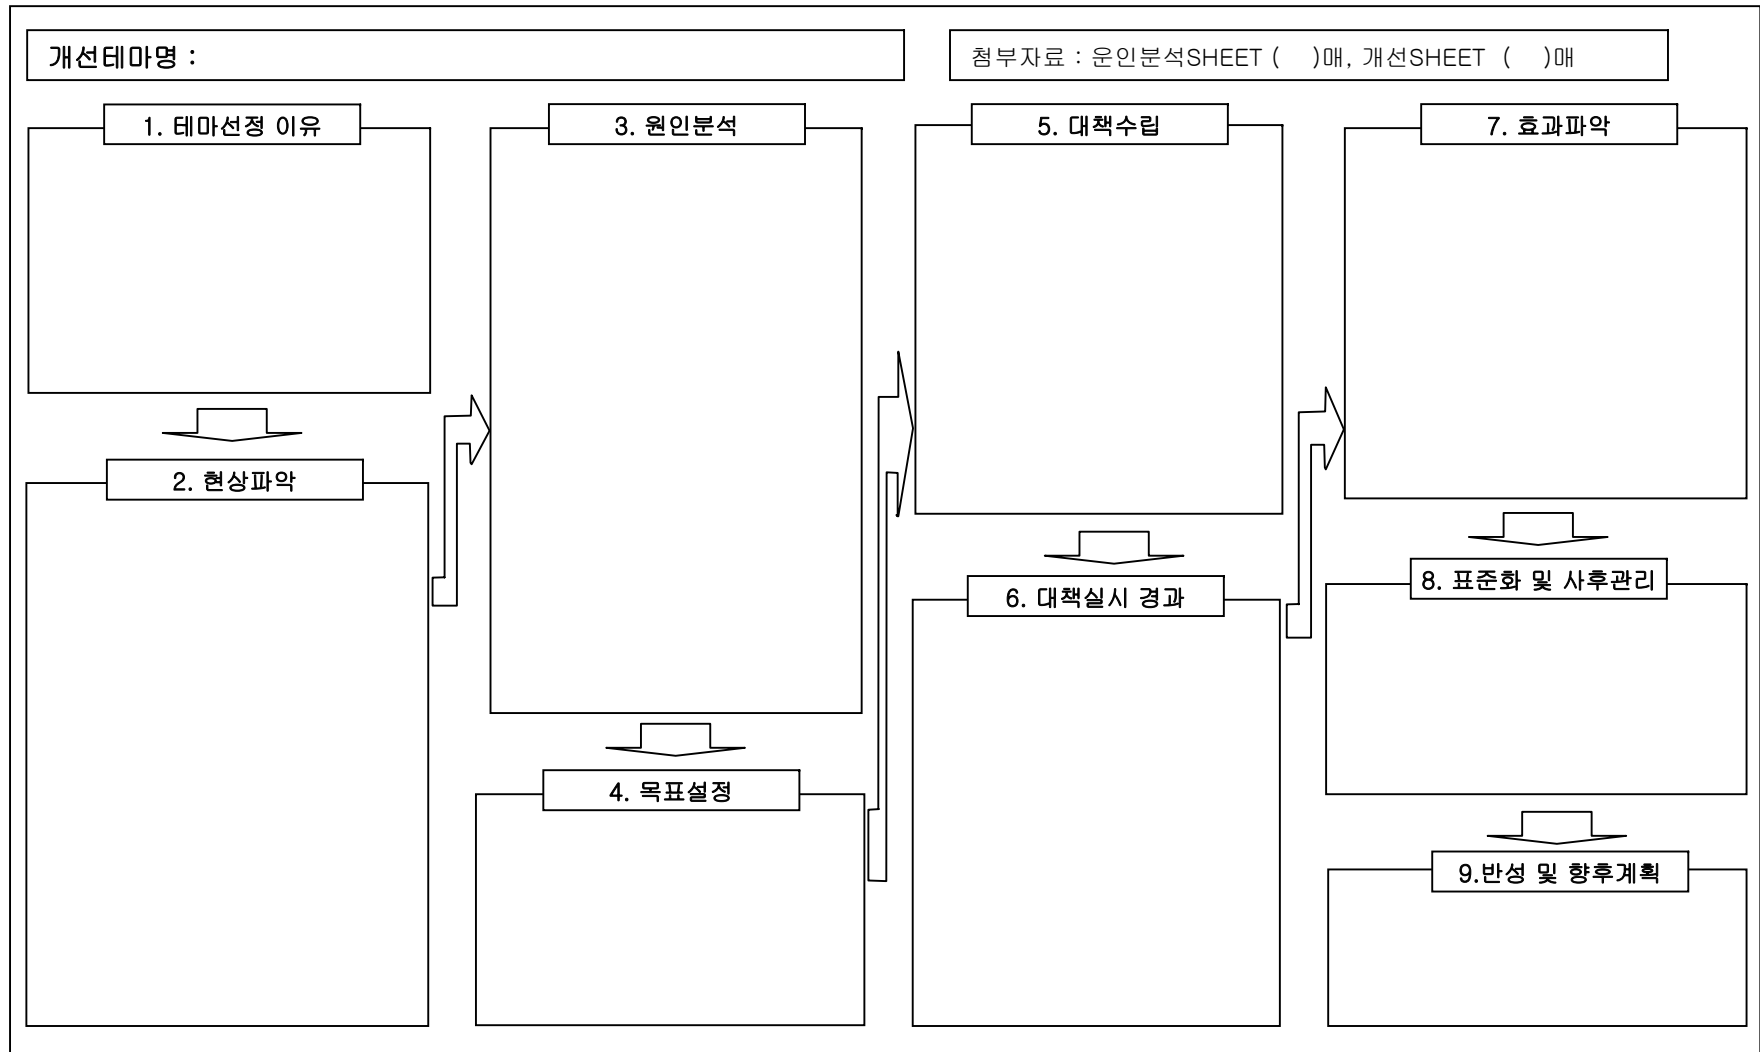 개선테마명 :
첨부자료 : 운인분석SHEET (    )매, 개선SHEET  (    )매
1. 테마선정 이유
2. 현상파악
3. 원인분석
4. 목표설정
5. 대책수립
6. 대책실시 경과
7. 효과파악
8. 표준화 및 사후관리
9.반성 및 향후계획